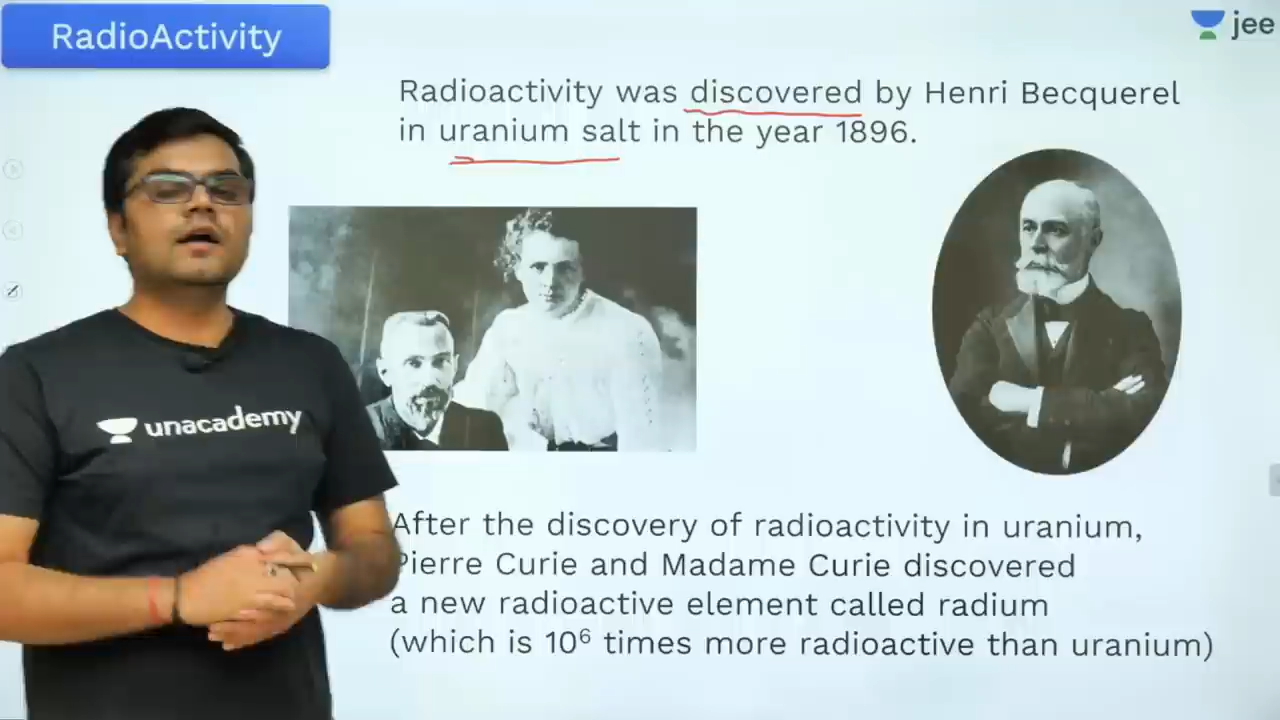 RadioActivity
jee
Radioactivity was discovered by Henri Becquerel
in uranium salt in the year 1896.
unacademy
After the discovery of radioactivity in uranium,
Pierre Curie and Madame Curie discovered
a new radioactive element called radium
(which is 10⁶ times more radioactive than uranium)